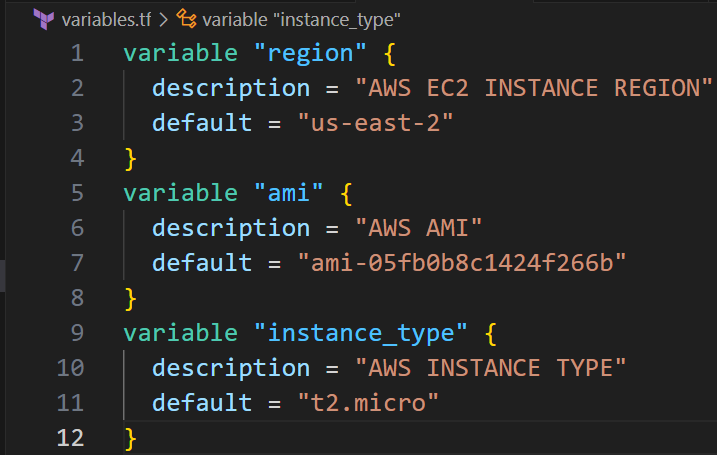 variables.tf > variable "instance_type"
1 variable "region" {
2 description = "AWS EC2 INSTANCE REGION"
3 default = "us-east-2"
4 }
5 variable "ami" {
6 description = "AWS AMI"
7 default = "ami-05fb0b8c1424f266b"
8 }
9 variable "instance_type" {
10 description = "AWS INSTANCE TYPE"
11 default = "t2.micro"
12 }